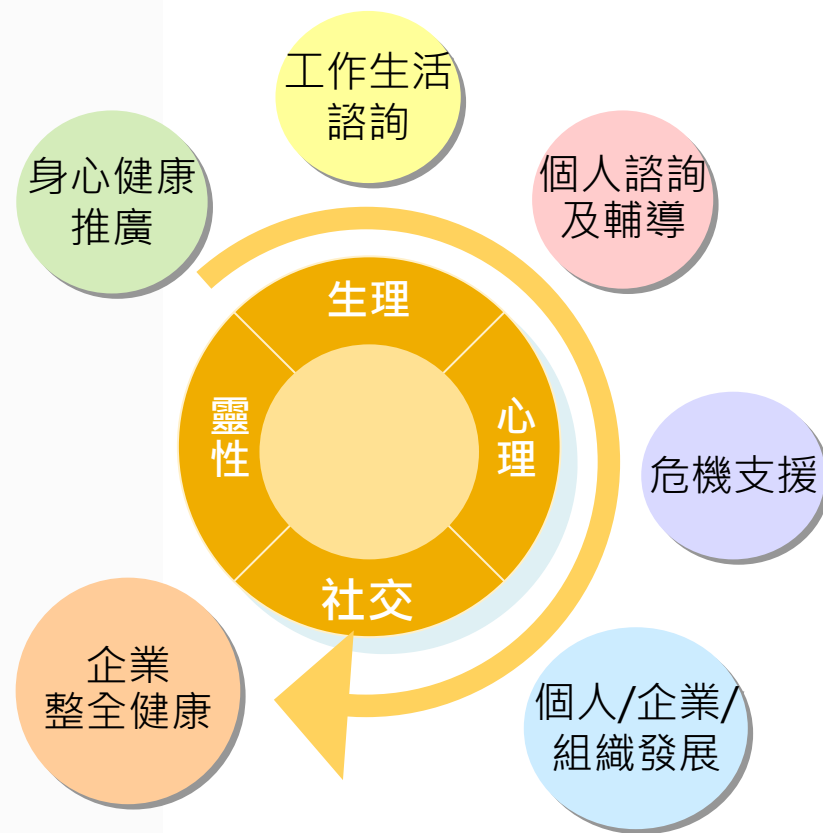 工作生活
諮詢
身心健康
推廣
個人諮詢
及輔導
生理
靈
性
心
理
危機支援
社交
企業
整全健康
個人/企業/
組織發展